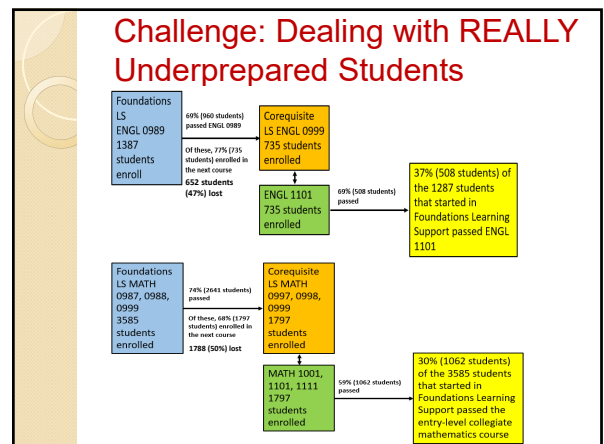 Challenge: Dealing with REALLY
Underprepared Students
Foundations
LS
ENGL 0989
1387
students
enroll
69% (960 students)
passed ENGL 0989
Of these, 77% (735
students) enrolled in
the next course
652 students
(47%) lost
Corequisite
LS ENGL 0999
735 students
enrolled
ENGL 1101
735 students
enrolled
69% (508 students)
passed
37% (508 students) of
the 1287 students
that started in
Foundations Learning
Support passed ENGL
1101
Foundations
LS MATH
0987, 0988,
0999
3585
students
enrolled
74% (2641 students)
passed
Of these, 68% (1797
students) enrolled in
the next course
1788 (50%) lost
Corequisite
LS MATH
0997, 0998,
0999
1797
students
enrolled
MATH 1001,
1101, 1111
1797
students
enrolled
59% (1062 students)
passed
30% (1062 students)
of the 3585 students
that started in
Foundations Learning
Support passed the
entry-level collegiate
mathematics course